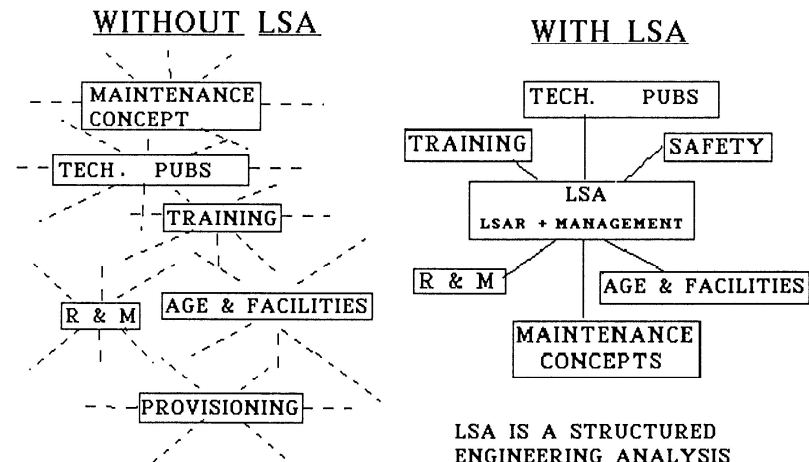 WITHOUT LSA
MAINTENANCE
CONCEPT
TECH. PUBS
TRAINING
R & M
AGE & FACILITIES
PROVISIONING
WITH LSA
TECH. PUBS
TRAINING
SAFETY
LSA
LSAR + MANAGEMENT
R & M
AGE & FACILITIES
MAINTENANCE
CONCEPTS
LSA IS A STRUCTURED
ENGINEERING ANALYSIS